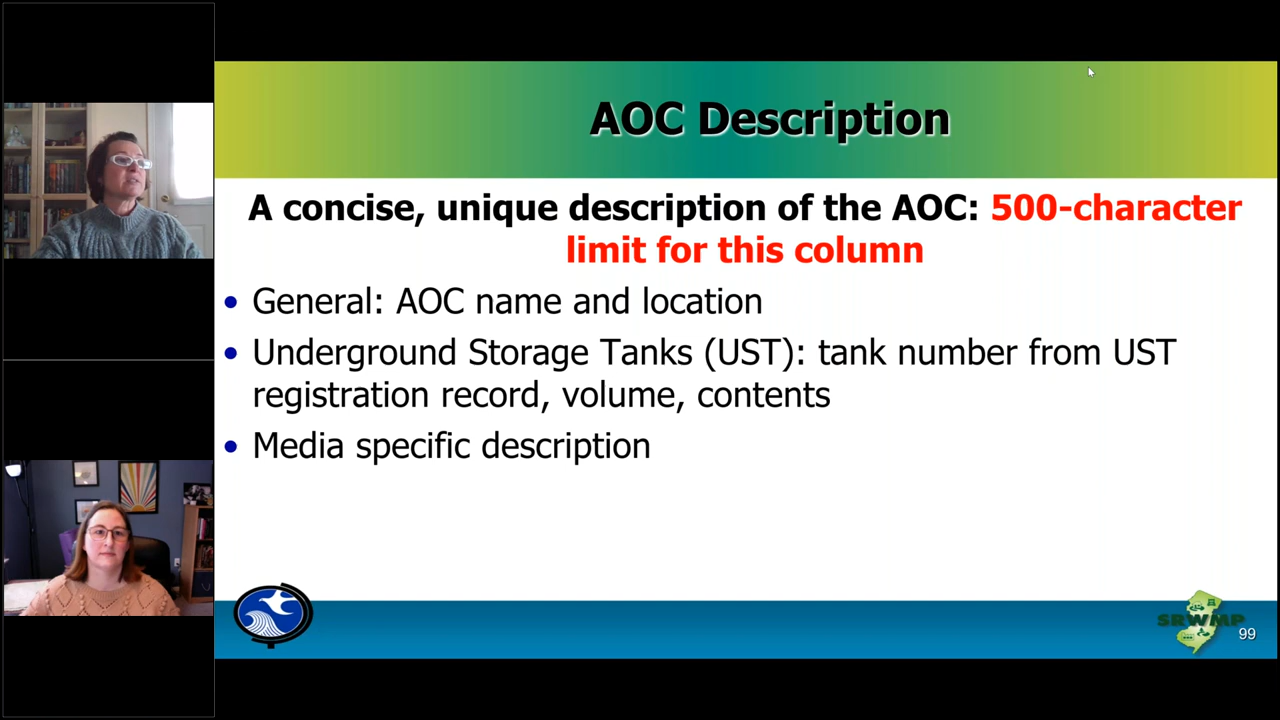 AOC Description
A concise, unique description of the AOC: 500-character
limit for this column
• General: AOC name and location
• Underground Storage Tanks (UST): tank number from UST
registration record, volume, contents
• Media specific description
SRWMP
99